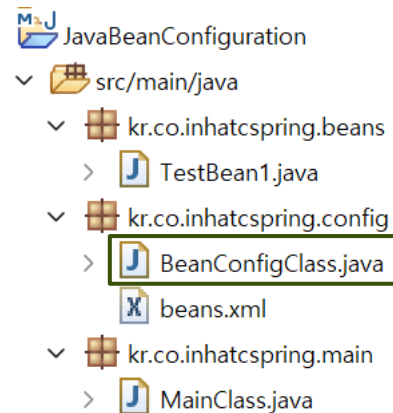 M J
JavaBeanConfiguration
src/main/java
kr.co.inhatcspring.beans
J TestBean1.java
kr.co.inhatcspring.config
J BeanConfigClass.java
X beans.xml
kr.co.inhatcspring.main
J MainClass.java